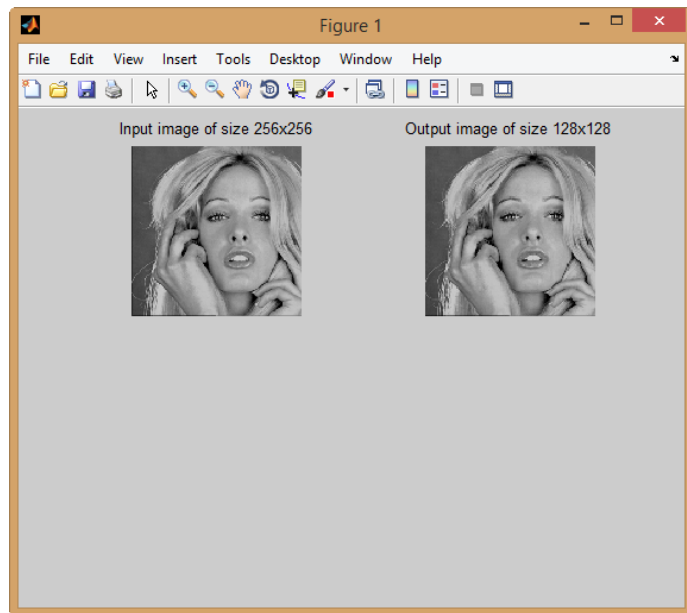 Figure 1
File Edit View Insert Tools Desktop Window Help
Input image of size 256x256 Output image of size 128x128